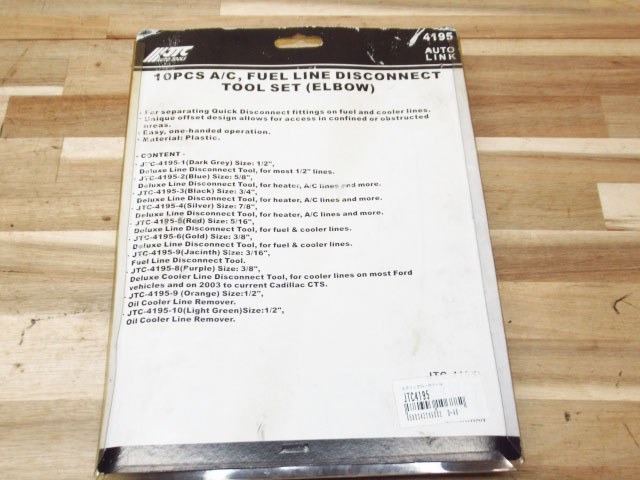 JTC
AUTO TOOLS
4195
AUTO
LINK
10PCS A/C, FUEL LINE DISCONNECT
TOOL SET (ELBOW)
· For separating Quick Disconnect fittings on fuel and cooler lines.
· Unique offset design allows for access in confined or obstructed
areas.
· Easy, one-handed operation.
· Material: Plastic.
- CONTENT -
· JTC-4195-1(Dark Grey) Size: 1/2",
Deluxe Line Disconnect Tool, for most 1/2" lines.
· JTC-4195-2(Blue) Size: 5/8",
Deluxe Line Disconnect Tool, for heater, A/C lines and more.
· JTC-4195-3(Black) Size: 3/4",
Deluxe Line Disconnect Tool, for heater, A/C lines and more.
· JTC-4195-4(Silver) Size: 7/8",
Deluxe Line Disconnect Tool, for heater, A/C lines and more.
· JTC-4195-5(Red) Size: 5/16",
Deluxe Line Disconnect Tool, for fuel & cooler lines.
· JTC-4195-6(Gold) Size: 3/8",
Deluxe Line Disconnect Tool, for fuel & cooler lines.
· JTC-4195-9(Jacinth) Size: 3/16",
Fuel Line Disconnect Tool.
· JTC-4195-8(Purple) Size: 3/8",
Deluxe Cooler Line Disconnect Tool, for cooler lines on most Ford
vehicles and on 2003 to current Cadillac CTS.
· JTC-4195-9 (Orange) Size:1/2",
Oil Cooler Line Remover.
· JTC-4195-10(Light Green)Size:1/2",
Oil Cooler Line Remover.
JTC4195